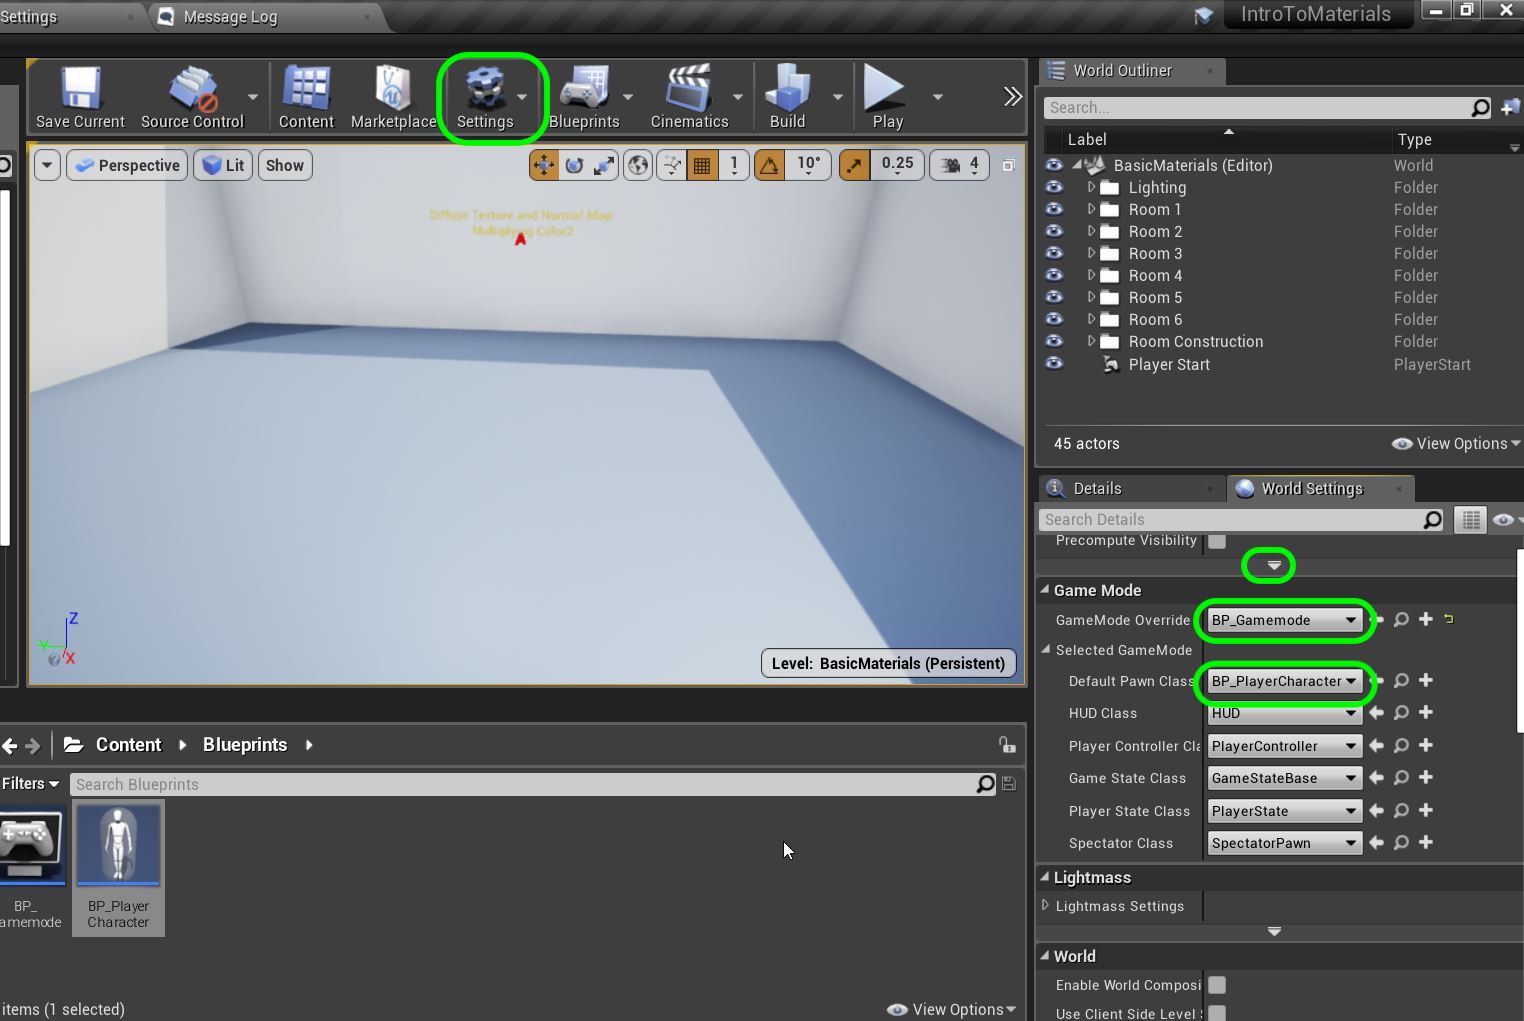 Settings
Message Log
IntroToMaterials
Save Current
Source Control
Content
Marketplace
Settings
Blueprints
Cinematics
Build
Play
Perspective
Lit
Show
1
10°
0.25
4
Diffuse Texture and Normal Map
Multiplying Color2
Z
Y
X
Level: BasicMaterials (Persistent)
World Outliner
Search...
Label
Type
BasicMaterials (Editor)
World
Lighting
Folder
Room 1
Folder
Room 2
Folder
Room 3
Folder
Room 4
Folder
Room 5
Folder
Room 6
Folder
Room Construction
Folder
Player Start
PlayerStart
45 actors
View Options
Details
World Settings
Search Details
Precompute Visibility
Game Mode
GameMode Override
BP_Gamemode
Selected GameMode
Default Pawn Class
BP_PlayerCharacter
HUD Class
HUD
Player Controller Cla
PlayerController
Game State Class
GameStateBase
Player State Class
PlayerState
Spectator Class
SpectatorPawn
Lightmass
Lightmass Settings
World
Enable World Composi
Use Client Side Level
Content
Blueprints
Filters
Search Blueprints
BP_
amemode
BP_Player
Character
items (1 selected)
View Options